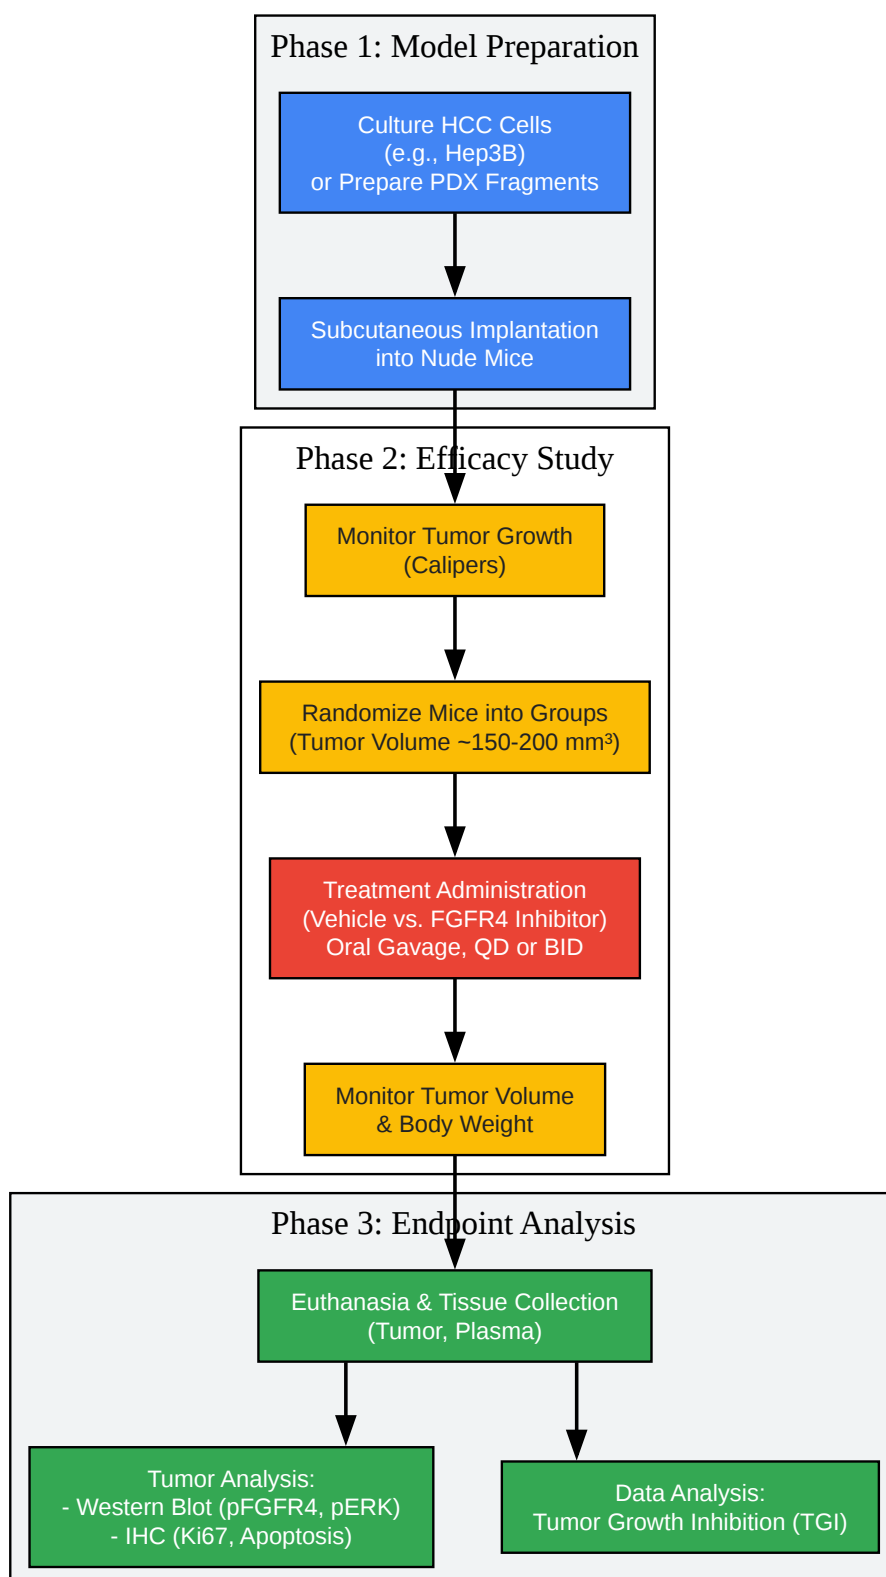 Phase 1: Model Preparation
Culture HCC Cells
(e.g., Hep3B)
or Prepare PDX Fragments
Subcutaneous Implantation
into Nude Mice
Phase 2: Efficacy Study
Monitor Tumor Growth
(Calipers)
Randomize Mice into Groups
(Tumor Volume ~150-200 mm³)
Treatment Administration
(Vehicle vs. FGFR4 Inhibitor)
Oral Gavage, QD or BID
Monitor Tumor Volume
& Body Weight
Phase 3: Endpoint Analysis
Euthanasia & Tissue Collection
(Tumor, Plasma)
Tumor Analysis:
- Western Blot (pFGFR4, pERK)
- IHC (Ki67, Apoptosis)
Data Analysis:
Tumor Growth Inhibition (TGI)